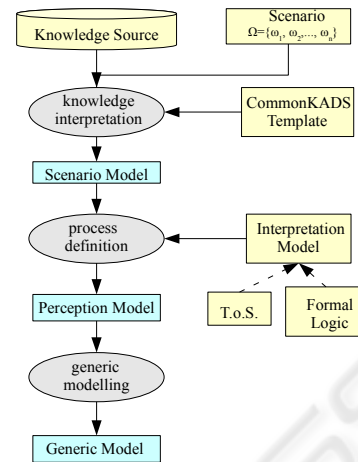 Knowledge Source
Scenario
Ω={ω1, ω2,..., ωn}
knowledge
interpretation
CommonKADS
Template
Scenario Model
process
definition
Interpretation
Model
Perception Model
T.o.S.
Formal
Logic
generic
modelling
Generic Model